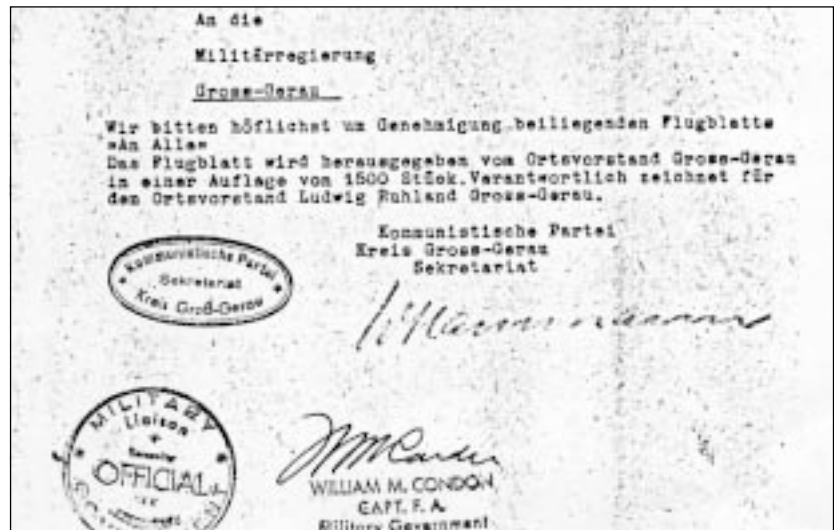 An die
Militärregierung
Gross-Gerau
Wir bitten höflichst um Genehmigung beiliegenden Flugblatts
"An Alle"
Das Flugblatt wird herausgegeben vom Ortsvorstand Gross-Gerau
in einer Auflage von 1500 Stück. Verantwortlich zeichnet für
den Ortsvorstand Ludwig Ruhland Gross-Gerau.
Kommunistische Partei
Kreis Gross-Gerau
Sekretariat
Kommunistische Partei
Sekretariat
Kreis Groß-Gerau
MILITARY
Liaison
OFFICIAL
WILLIAM M. CONDON
CAPT. F. A.
Military Government